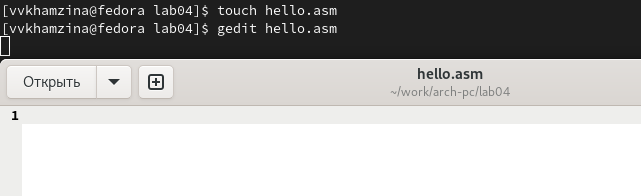 [vvkhamzina@fedora lab04]$ touch hello.asm
[vvkhamzina@fedora lab04]$ gedit hello.asm
Открыть
hello.asm
~/work/arch-pc/lab04
1